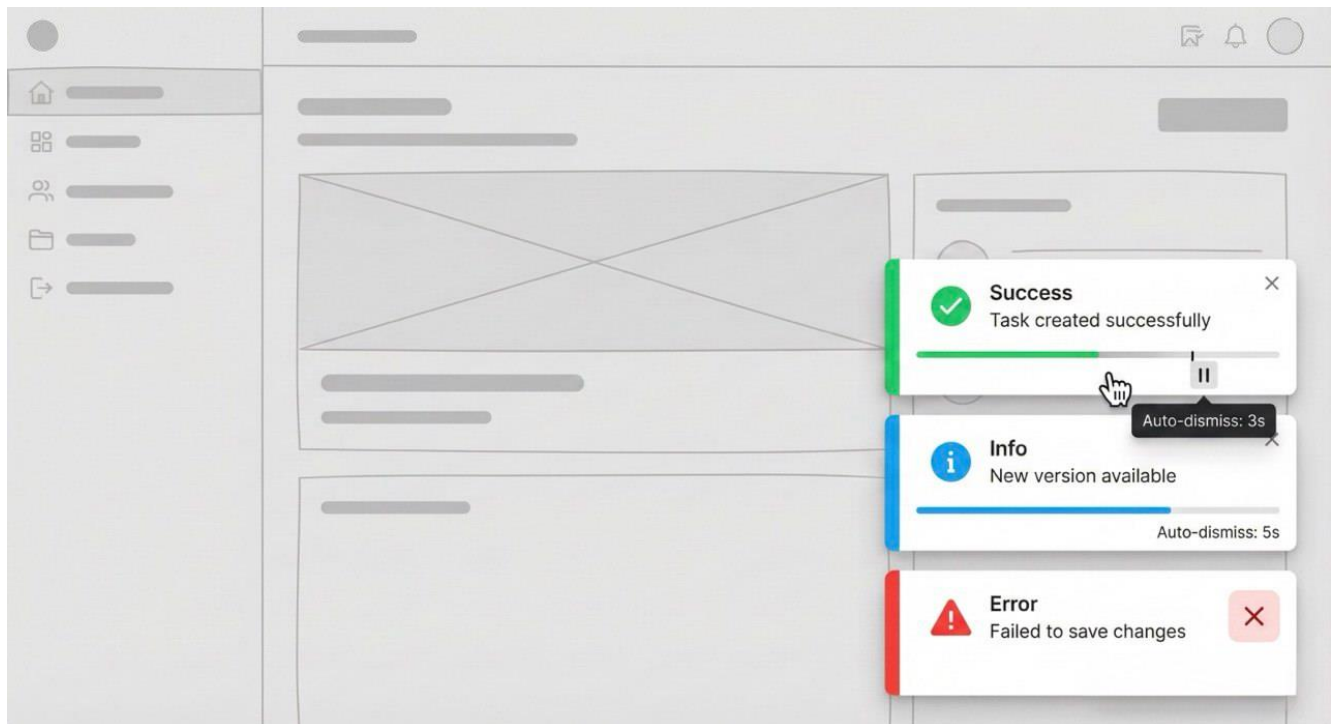 Success
Task created successfully
Auto-dismiss: 3s
Info
New version available
Auto-dismiss: 5s
Error
Failed to save changes